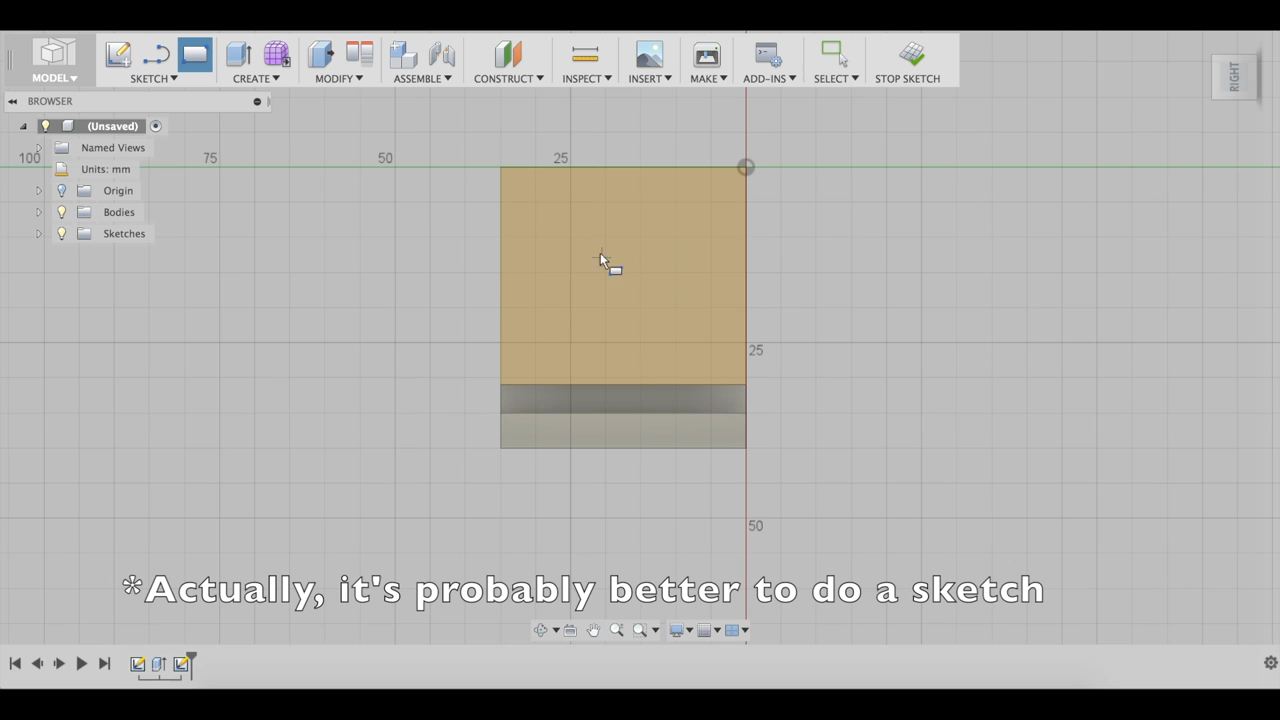 MODEL
SKETCH
CREATE
MODIFY
ASSEMBLE
CONSTRUCT
INSPECT
INSERT
MAKE
ADD-INS
SELECT
STOP SKETCH
RIGHT
BROWSER
(Unsaved)
Named Views
Units: mm
Origin
Bodies
Sketches
100
75
50
25
25
50
*Actually, it's probably better to do a sketch